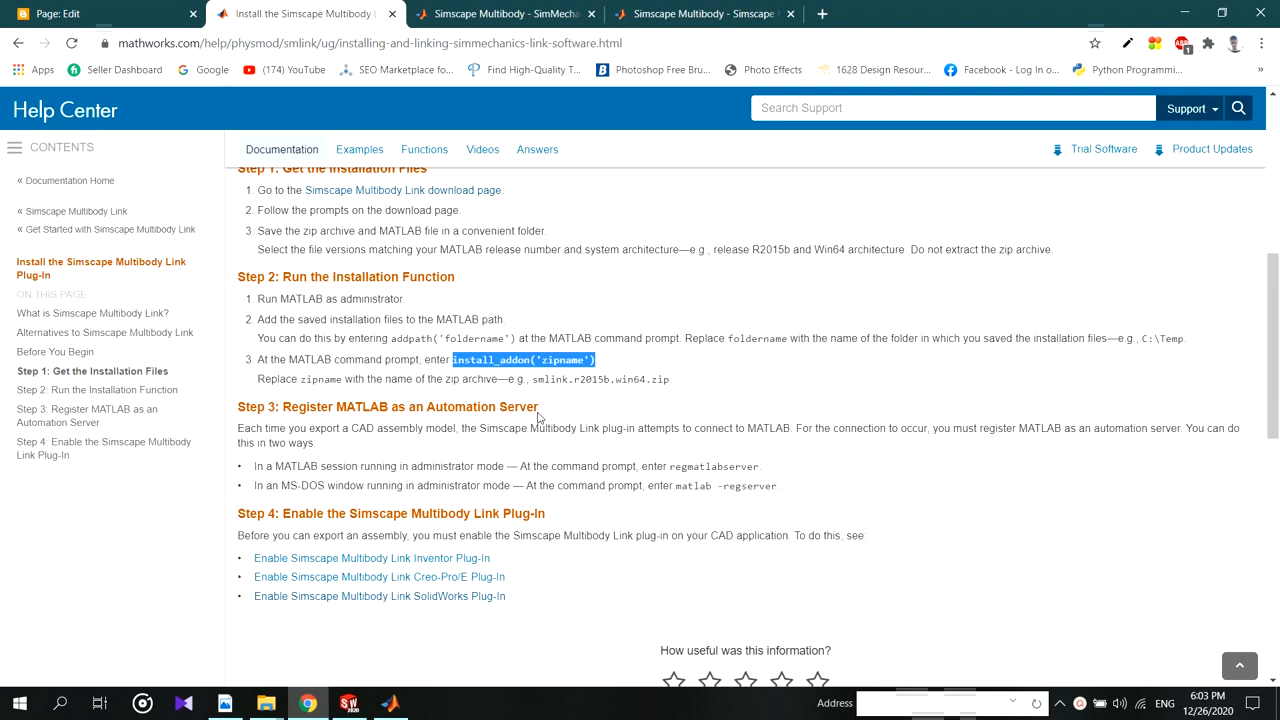 Page: Edit
Install the Simscape Multibody L
Simscape Multibody - SimMechan
Simscape Multibody - SimMechan
mathworks.com/help/physmod/smlink/ug/installing-and-linking-simmechanics-link-software.html
Apps
Seller Dashboard
Google
(174) YouTube
SEO Marketplace fo...
Find High-Quality T...
Photoshop Free Bru...
Photo Effects
1628 Design Resour...
Facebook - Log In o...
Python Programmi...
»
Help Center
Search Support
Support
CONTENTS
Documentation
Examples
Functions
Videos
Answers
Trial Software
Product Updates
« Documentation Home
« Simscape Multibody Link
« Get Started with Simscape Multibody Link
Install the Simscape Multibody Link
Plug-In
ON THIS PAGE
What is Simscape Multibody Link?
Alternatives to Simscape Multibody Link
Before You Begin
Step 1: Get the Installation Files
Step 2: Run the Installation Function
Step 3: Register MATLAB as an
Automation Server
Step 4: Enable the Simscape Multibody
Link Plug-In
Step 1: Get the Installation Files
1. Go to the Simscape Multibody Link download page.
2. Follow the prompts on the download page.
3. Save the zip archive and MATLAB file in a convenient folder.
Select the file versions matching your MATLAB release number and system architecture—e.g., release R2015b and Win64 architecture. Do not extract the zip archive.
Step 2: Run the Installation Function
1. Run MATLAB as administrator.
2. Add the saved installation files to the MATLAB path.
You can do this by entering addpath('foldername') at the MATLAB command prompt. Replace foldername with the name of the folder in which you saved the installation files—e.g., C:\Temp.
3. At the MATLAB command prompt, enter install_addon('zipname')
Replace zipname with the name of the zip archive—e.g., smlink.r2015b.win64.zip.
Step 3: Register MATLAB as an Automation Server
Each time you export a CAD assembly model, the Simscape Multibody Link plug-in attempts to connect to MATLAB. For the connection to occur, you must register MATLAB as an automation server. You can do
this in two ways:
• In a MATLAB session running in administrator mode — At the command prompt, enter regmatlabserver.
• In an MS-DOS window running in administrator mode — At the command prompt, enter matlab -regserver.
Step 4: Enable the Simscape Multibody Link Plug-In
Before you can export an assembly, you must enable the Simscape Multibody Link plug-in on your CAD application. To do this, see:
• Enable Simscape Multibody Link Inventor Plug-In
• Enable Simscape Multibody Link Creo-Pro/E Plug-In
• Enable Simscape Multibody Link SolidWorks Plug-In
How useful was this information?
Address
ENG
6:03 PM
12/26/2020